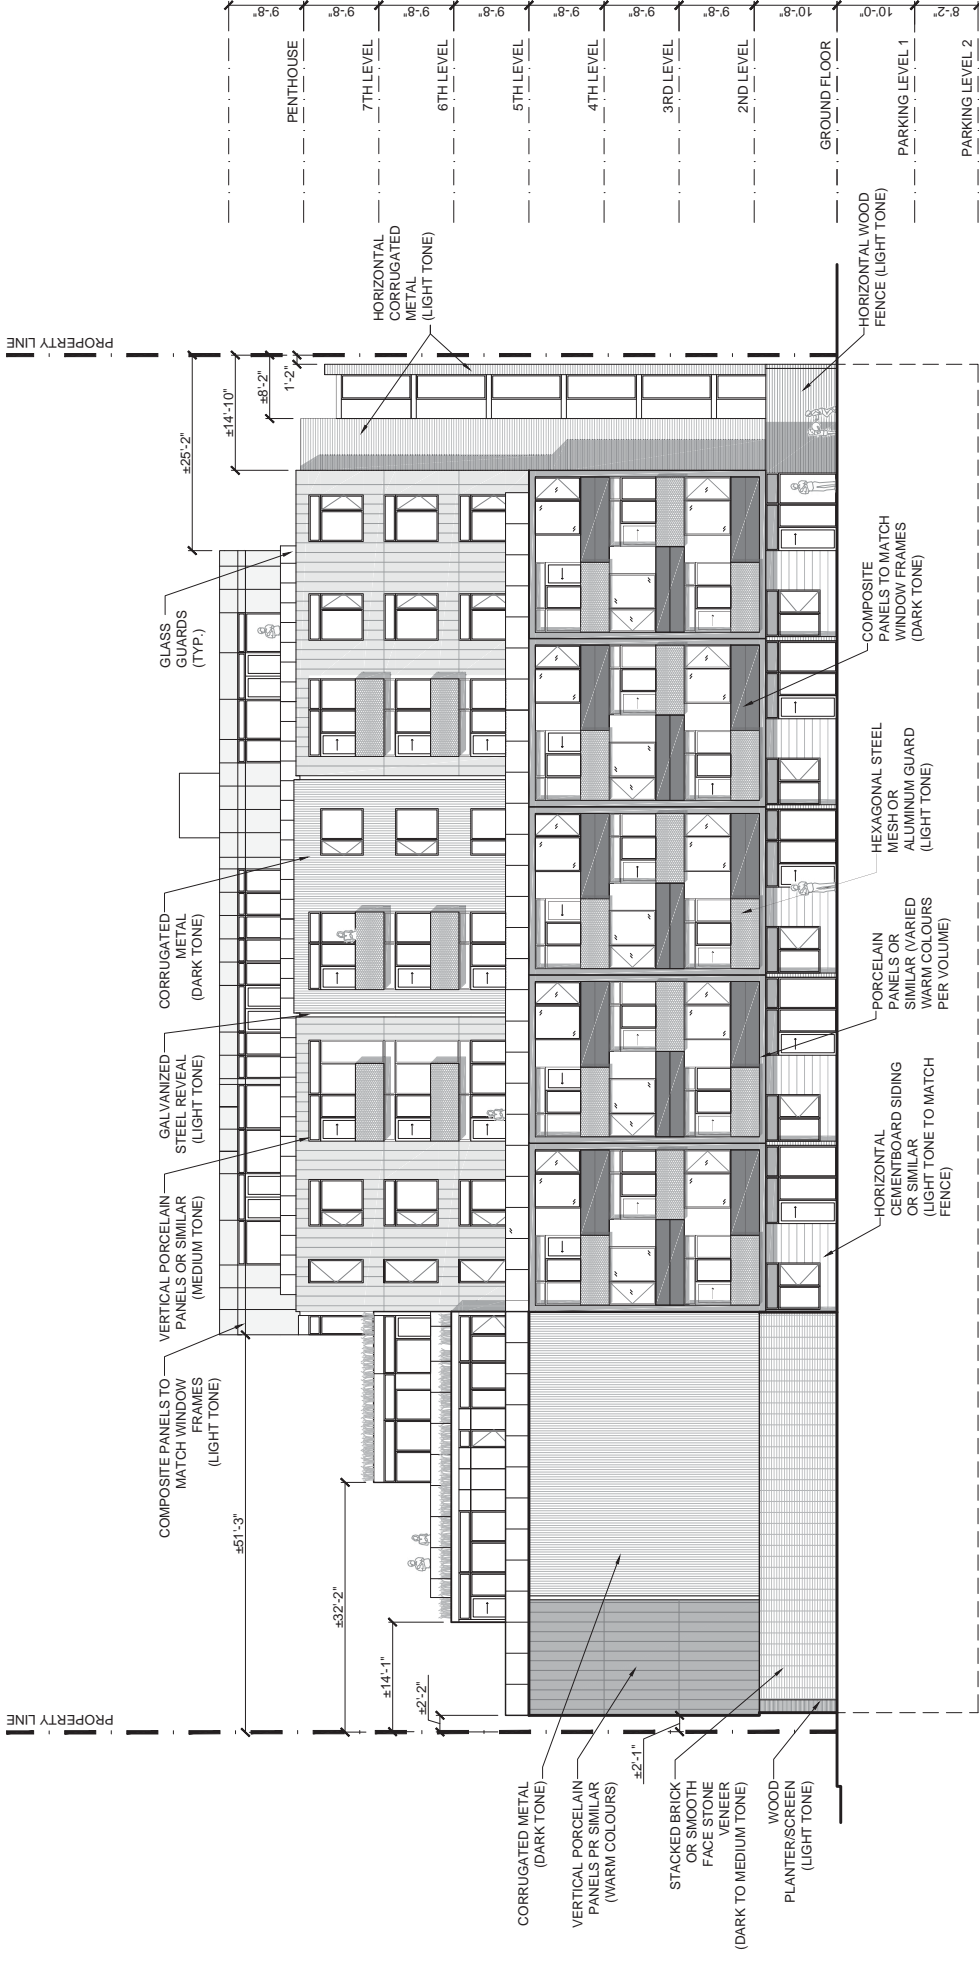 PROPERTY LINE
PROPERTY LINE
COMPOSITE PANELS TO
MATCH WINDOW
FRAMES
(LIGHT TONE)
VERTICAL PORCELAIN
PANELS OR SIMILAR
(MEDIUM TONE)
GALVANIZED
STEEL REVEAL
(LIGHT TONE)
CORRUGATED
METAL
(DARK TONE)
GLASS
GUARDS
(TYP.)
HORIZONTAL
CORRUGATED
METAL
(LIGHT TONE)
±51'-3"
±32'-2"
±14'-1"
±2'-2"
±2'-1"
±25'-2"
±14'-10"
±8'-2"
1'-2"
9'-8"
9'-8"
9'-8"
9'-8"
9'-8"
9'-8"
9'-8"
10'-8"
10'-0"
8'-2"
PENTHOUSE
7TH LEVEL
6TH LEVEL
5TH LEVEL
4TH LEVEL
3RD LEVEL
2ND LEVEL
GROUND FLOOR
PARKING LEVEL 1
PARKING LEVEL 2
CORRUGATED METAL
(DARK TONE)
VERTICAL PORCELAIN
PANELS PR SIMILAR
(WARM COLOURS)
STACKED BRICK
OR SMOOTH
FACE STONE
VENEER
(DARK TO MEDIUM TONE)
WOOD
PLANTER/SCREEN
(LIGHT TONE)
HORIZONTAL
CEMENTBOARD SIDING
OR SIMILAR
(LIGHT TONE TO MATCH
FENCE)
PORCELAIN
PANELS OR
SIMILAR (VARIED
WARM COLOURS
PER VOLUME)
HEXAGONAL STEEL
MESH OR
ALUMINUM GUARD
(LIGHT TONE)
COMPOSITE
PANELS TO MATCH
WINDOW FRAMES
(DARK TONE)
HORIZONTAL WOOD
FENCE (LIGHT TONE)